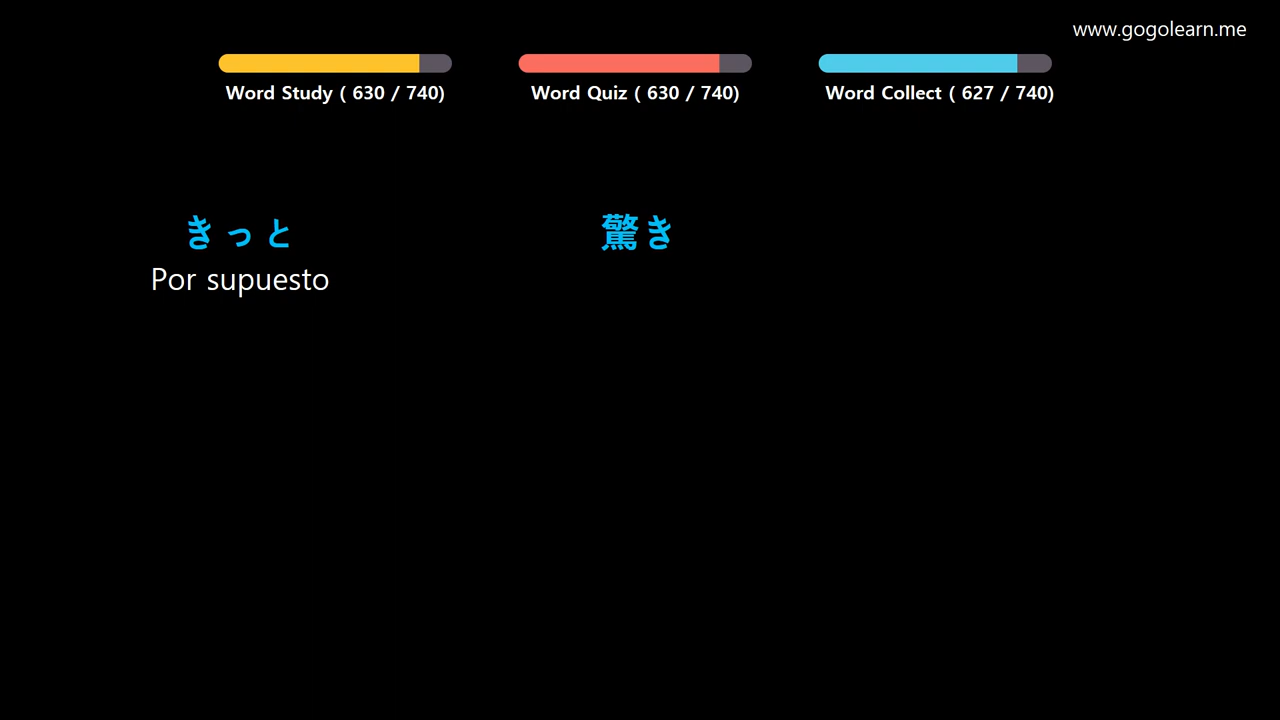 www.gogolearn.me
Word Study ( 630 / 740)
Word Quiz ( 630 / 740)
Word Collect ( 627 / 740)
きっと
Por supuesto
驚き